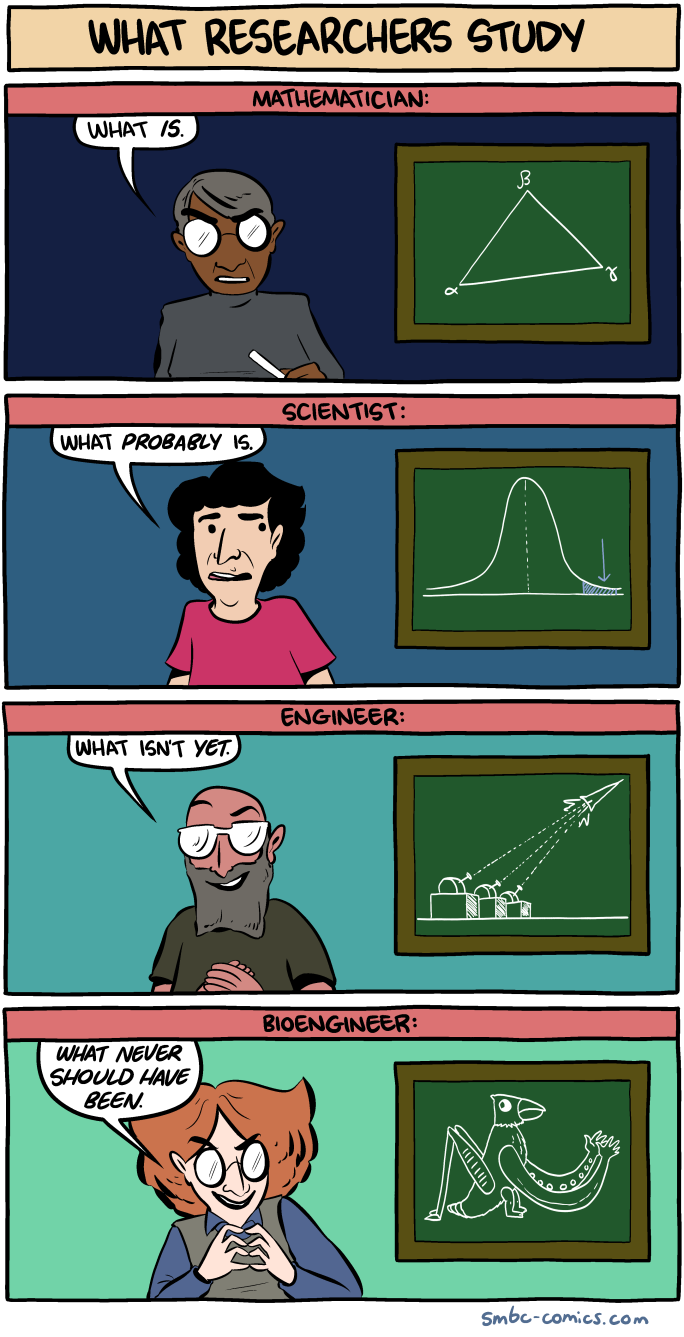 WHAT RESEARCHERS STUDY
MATHEMATICIAN:
WHAT IS.
β
α
γ
SCIENTIST:
WHAT PROBABLY IS.
ENGINEER:
WHAT ISN'T YET.
BIOENGINEER:
WHAT NEVER
SHOULD HAVE
BEEN.
smbc-comics.com